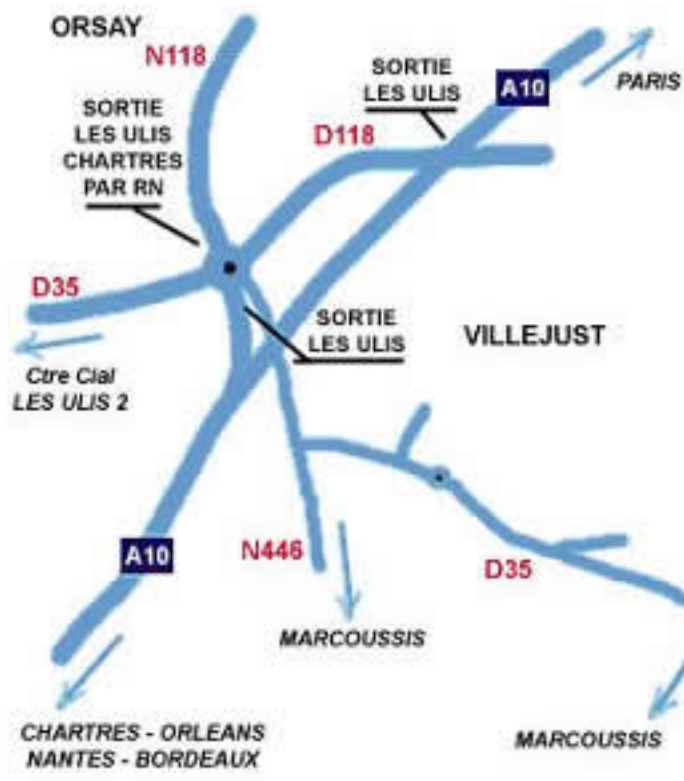 ORSAY
N118
SORTIE
LES ULIS
A10
PARIS
SORTIE
LES ULIS
CHARTRES
PAR RN
D118
D35
SORTIE
LES ULIS
VILLEJUST
Ctre Cial
LES ULIS 2
A10
N446
D35
MARCOUSSIS
CHARTRES - ORLEANS
NANTES - BORDEAUX
MARCOUSSIS